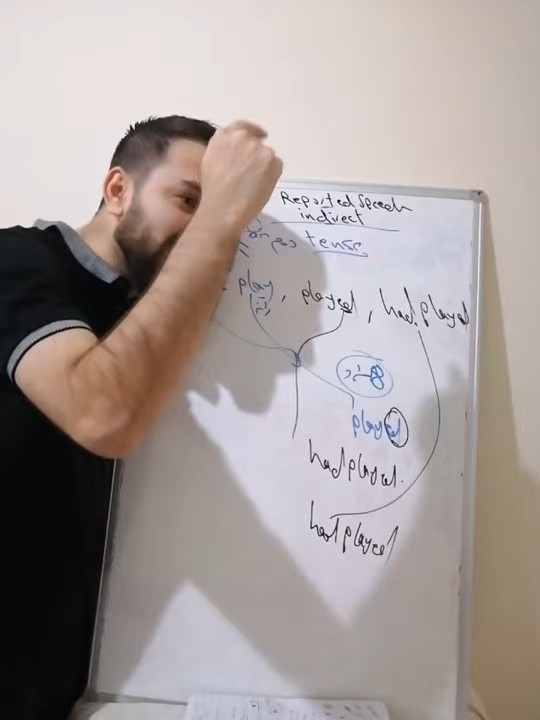 Reported Speech
indirect
tense
play, played, had played
played
had played.
had played